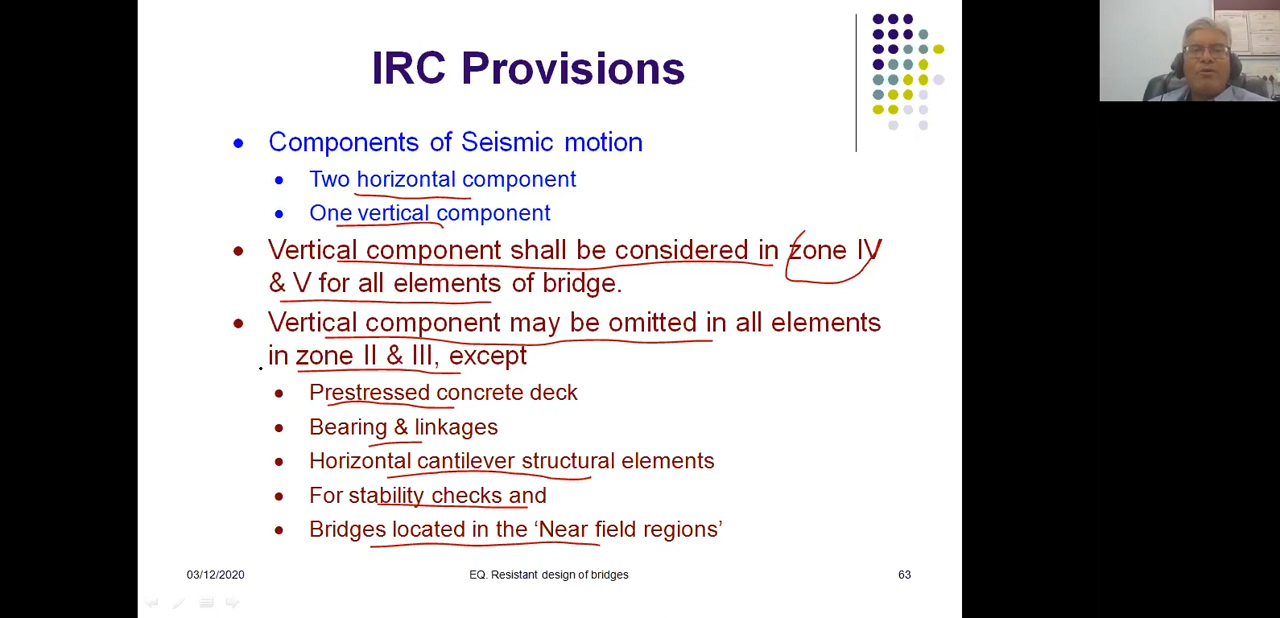 IRC Provisions
Components of Seismic motion
Two horizontal component
One vertical component
Vertical component shall be considered in zone IV
& V for all elements of bridge.
Vertical component may be omitted in all elements
in zone II & III, except
Prestressed concrete deck
Bearing & linkages
Horizontal cantilever structural elements
For stability checks and
Bridges located in the ‘Near field regions’
03/12/2020
EQ. Resistant design of bridges
63